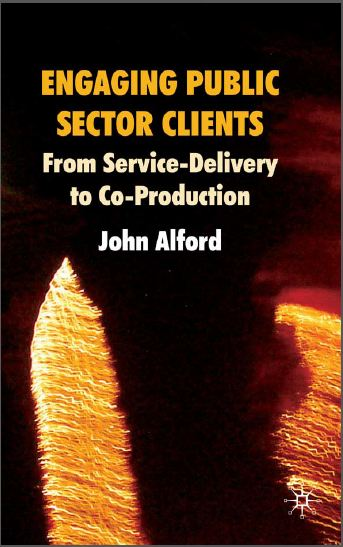 ENGAGING PUBLIC
SECTOR CLIENTS
From Service-Delivery
to Co-Production
John Alford